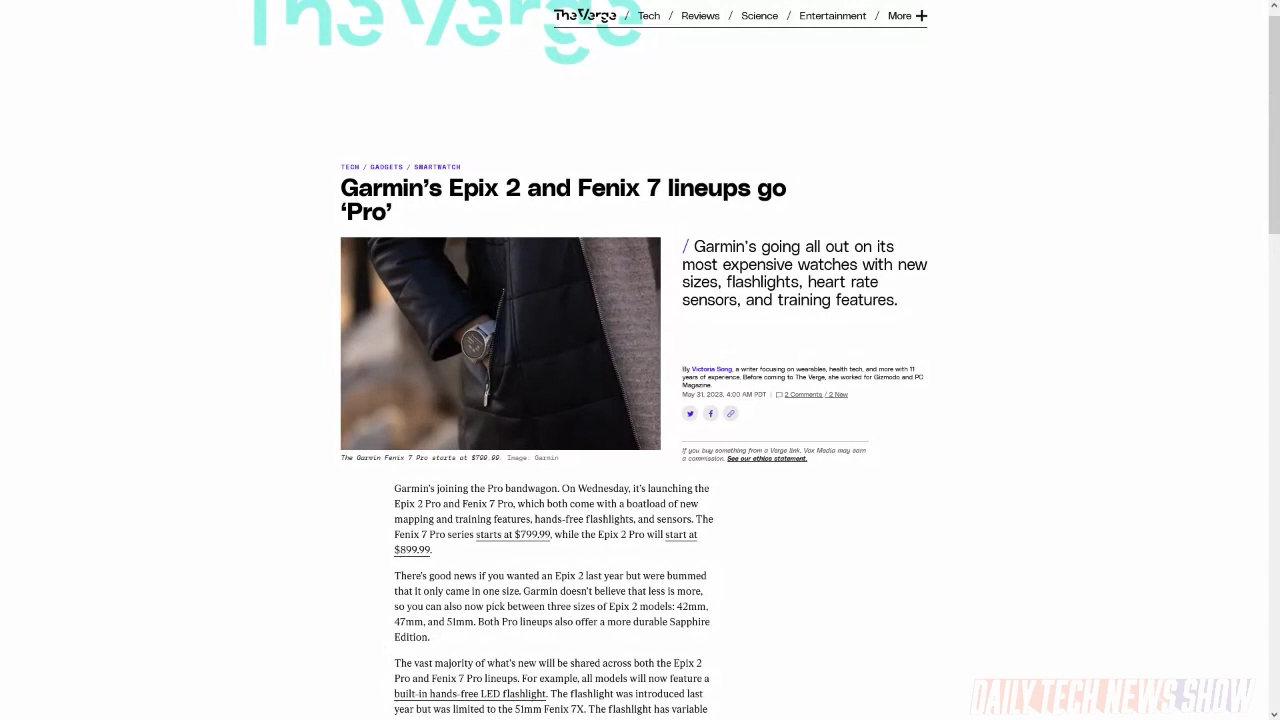 The Verge
The Verge / Tech / Reviews / Science / Entertainment / More +
TECH / GADGETS / SMARTWATCH
Garmin’s Epix 2 and Fenix 7 lineups go
‘Pro’
/ Garmin’s going all out on its
most expensive watches with new
sizes, flashlights, heart rate
sensors, and training features.
By Victoria Song, a writer focusing on wearables, health tech, and more with 11
years of experience. Before coming to The Verge, she worked for Gizmodo and PC
Magazine.
May 31, 2023, 4:00 AM PDT | 2 Comments / 2 New
If you buy something from a Verge link, Vox Media may earn
a commission. See our ethics statement.
The Garmin Fenix 7 Pro starts at $799.99. Image: Garmin
Garmin’s joining the Pro bandwagon. On Wednesday, it’s launching the
Epix 2 Pro and Fenix 7 Pro, which both come with a boatload of new
mapping and training features, hands-free flashlights, and sensors. The
Fenix 7 Pro series starts at $799.99, while the Epix 2 Pro will start at
$899.99.
There’s good news if you wanted an Epix 2 last year but were bummed
that it only came in one size. Garmin doesn’t believe that less is more,
so you can also now pick between three sizes of Epix 2 models: 42mm,
47mm, and 51mm. Both Pro lineups also offer a more durable Sapphire
Edition.
The vast majority of what’s new will be shared across both the Epix 2
Pro and Fenix 7 Pro lineups. For example, all models will now feature a
built-in hands-free LED flashlight. The flashlight was introduced last
year but was limited to the 51mm Fenix 7X. The flashlight has variable
DAILY TECH NEWS SHOW